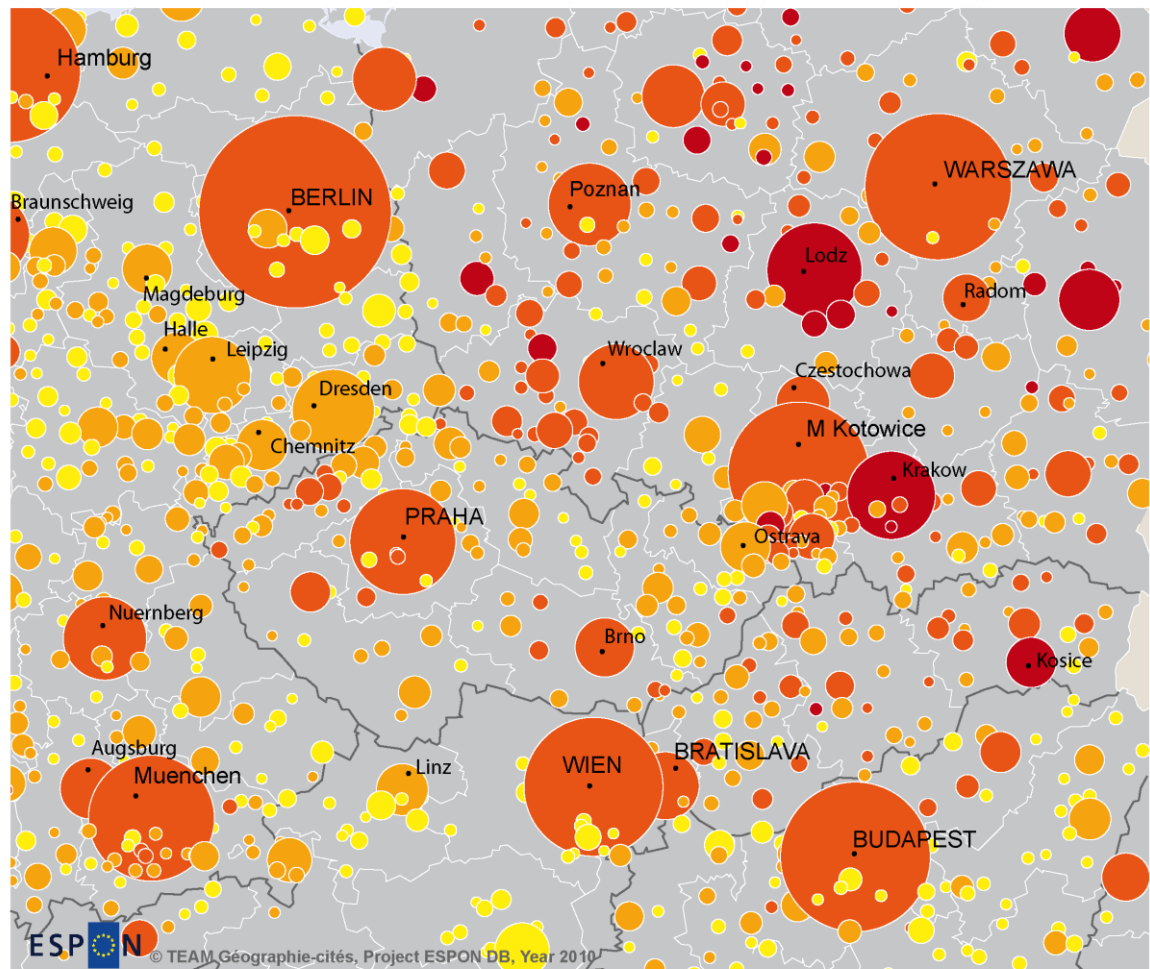 Hamburg
BERLIN
WARSZAWA
Poznan
Braunschweig
Lodz
Magdeburg
Radom
Halle
Leipzig
Wroclaw
Czestochowa
Dresden
M Kotowice
Chemnitz
Krakow
PRAHA
Ostrava
Nuernberg
Brno
Kosice
Augsburg
Muenchen
Linz
WIEN
BRATISLAVA
BUDAPEST
ESPON
© TEAM Géographie-cités, Project ESPON DB, Year 2010